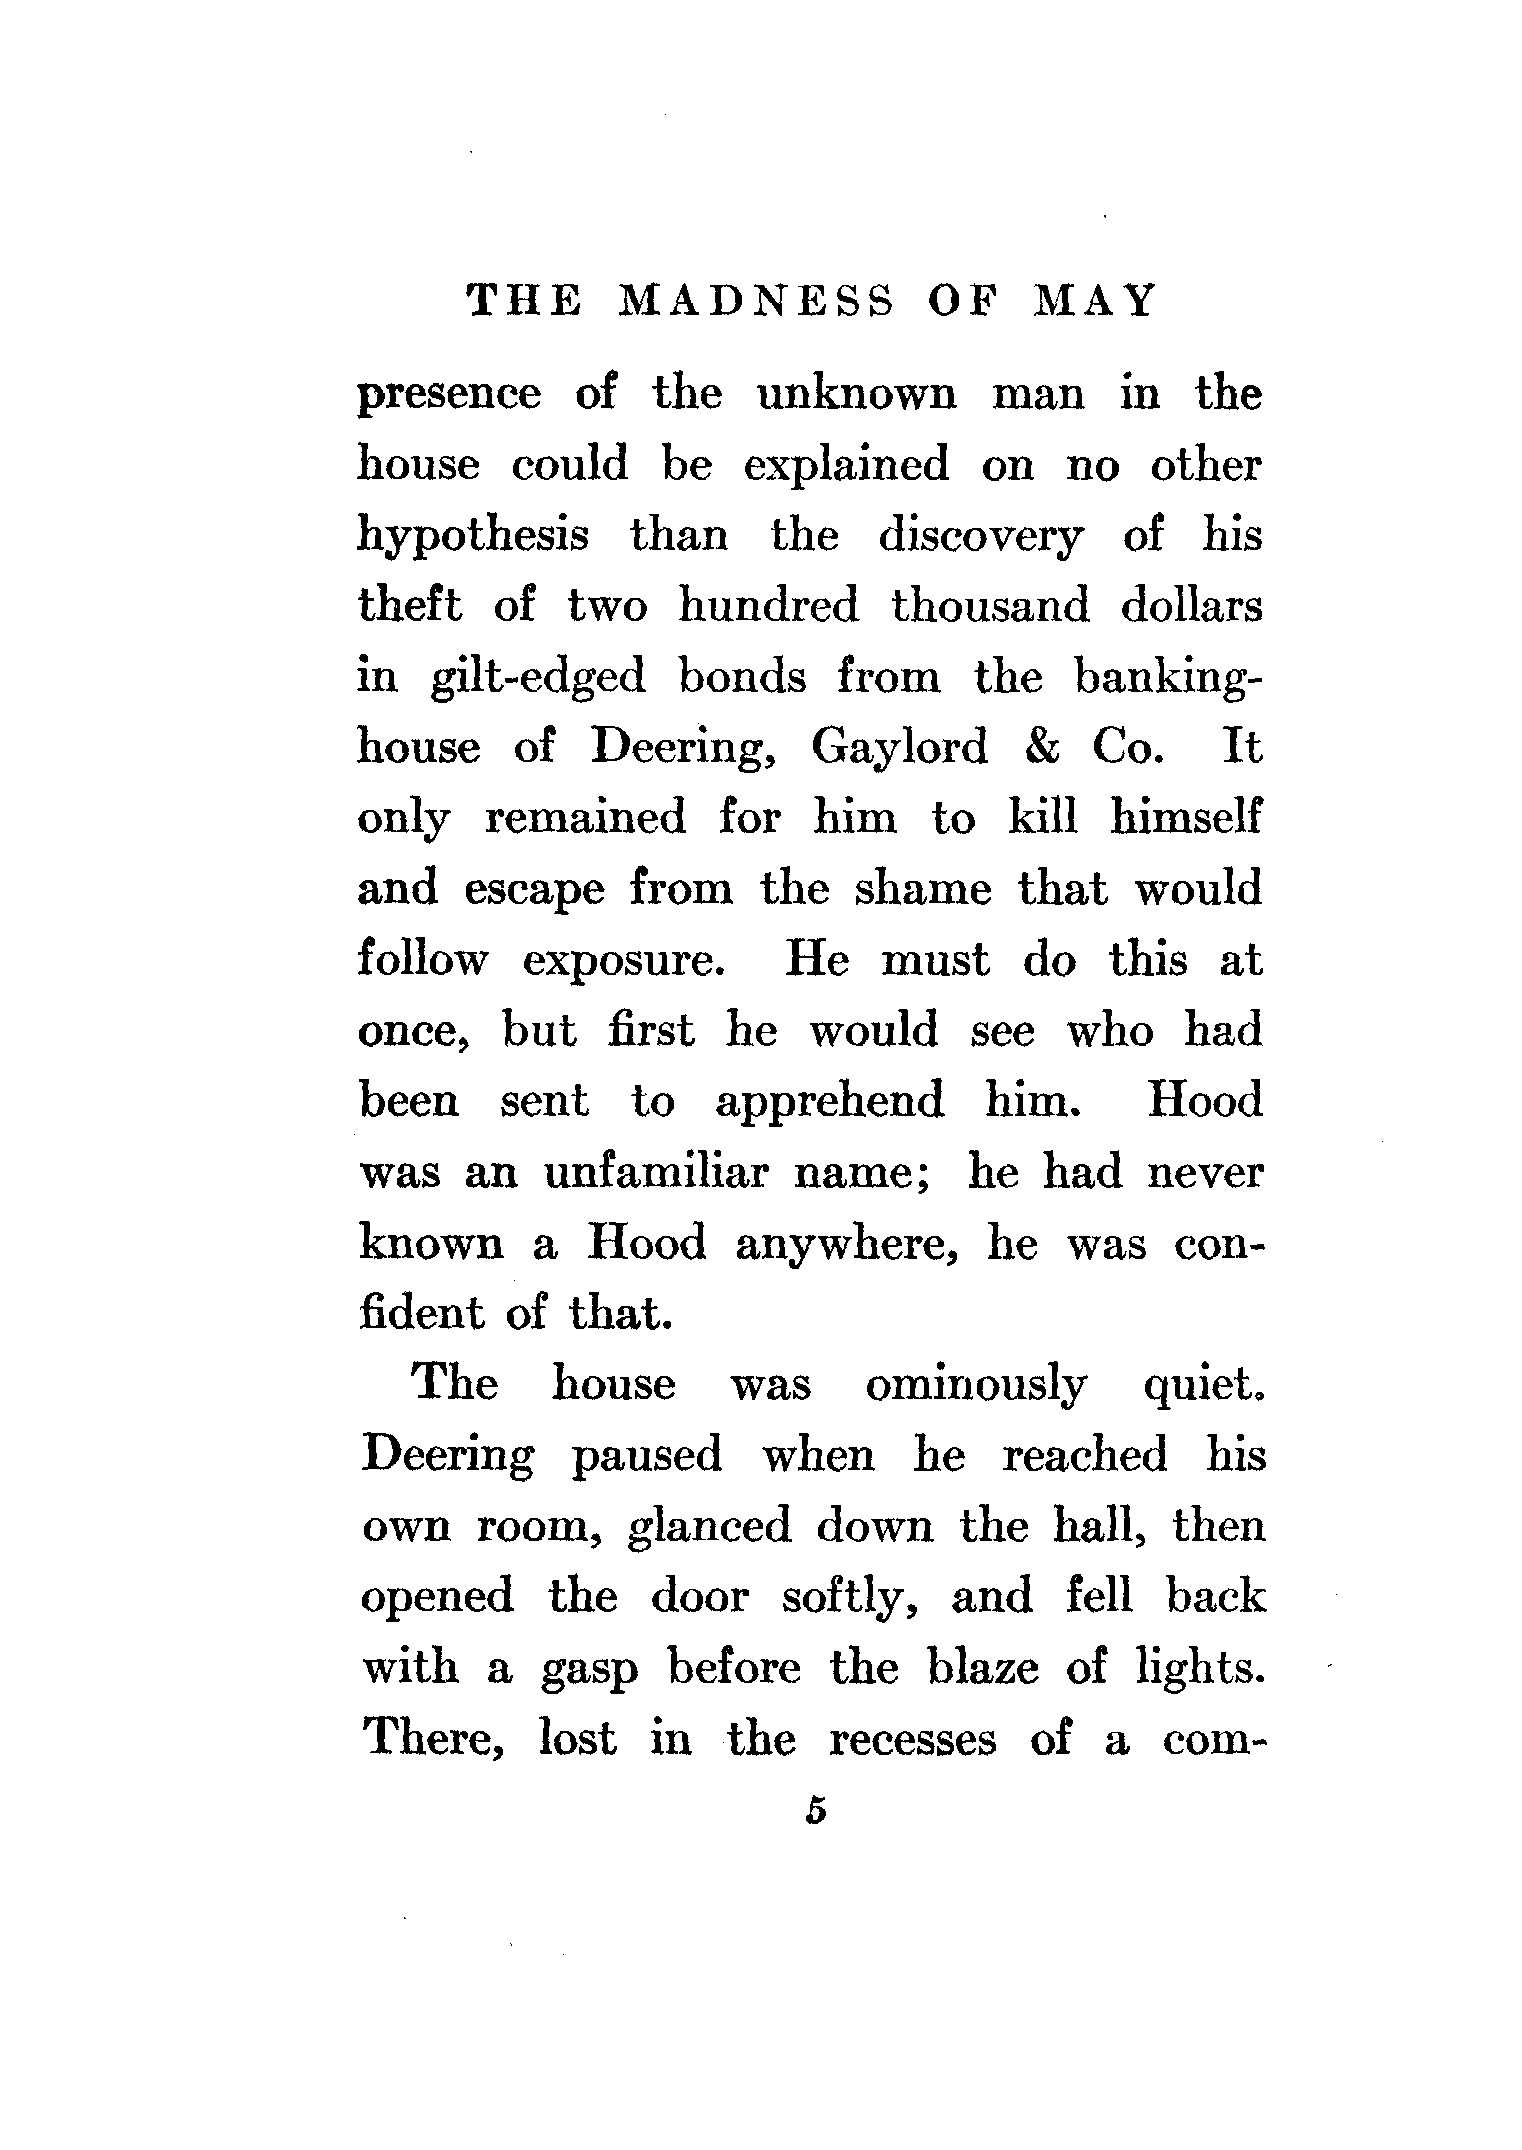 THE MADNESS OF MAY
presence of the unknown man in the
house could be explained on no other
hypothesis than the discovery of his
theft of two hundred thousand dollars
in gilt-edged bonds from the banking-
house of Deering, Gaylord & Co. It
only remained for him to kill himself
and escape from the shame that would
follow exposure. He must do this at
once, but first he would see who had
been sent to apprehend him. Hood
was an unfamiliar name; he had never
known a Hood anywhere, he was con-
fident of that.
The house was ominously quiet.
Deering paused when he reached his
own room, glanced down the hall, then
opened the door softly, and fell back
with a gasp before the blaze of lights.
There, lost in the recesses of a com-
5